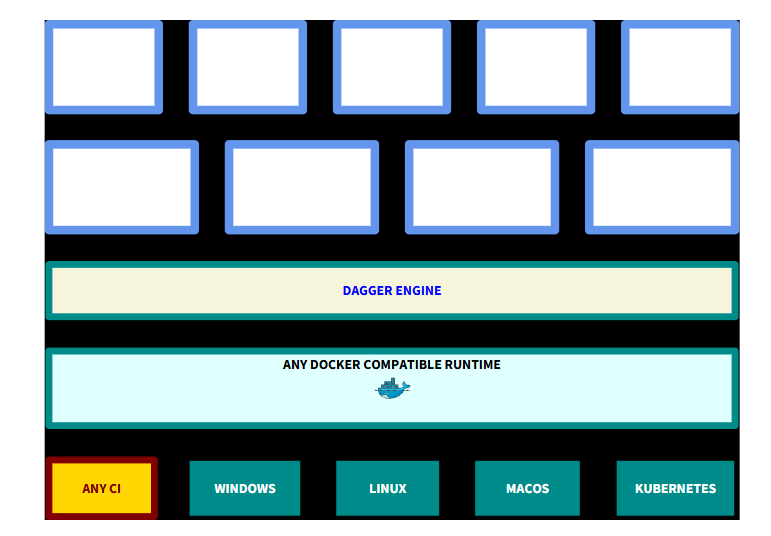 DAGGER ENGINE
ANY DOCKER COMPATIBLE RUNTIME
ANY CI
WINDOWS
LINUX
MACOS
KUBERNETES